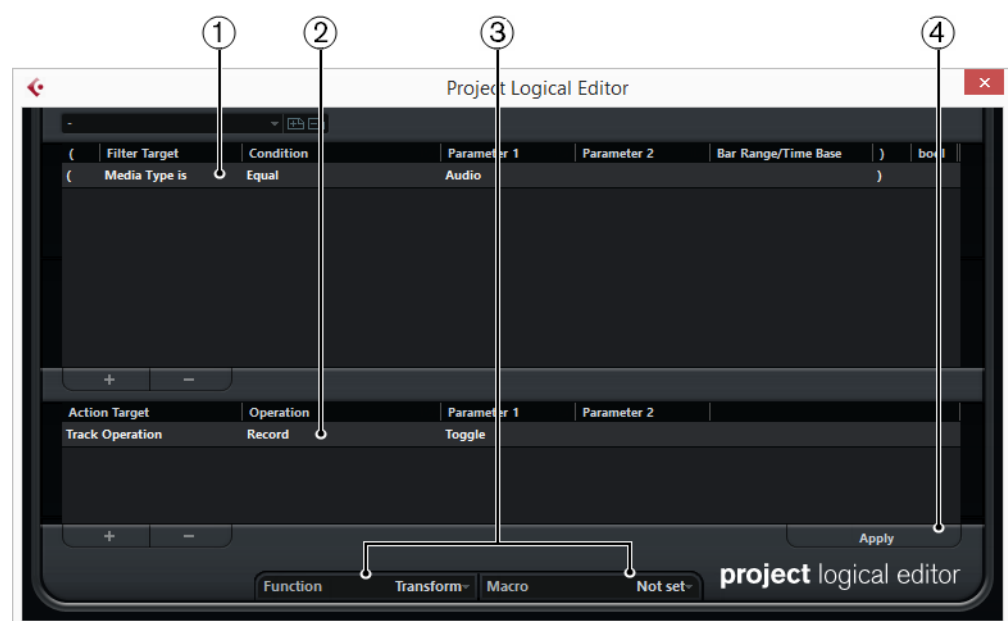 1 2 3 4
Project Logical Editor
-
( Filter Target Condition Parameter 1 Parameter 2 Bar Range/Time Base ) bool
( Media Type is Equal Audio )
+ −
Action Target Operation Parameter 1 Parameter 2
Track Operation Record Toggle
+ − Apply
Function Transform Macro Not set
project logical editor